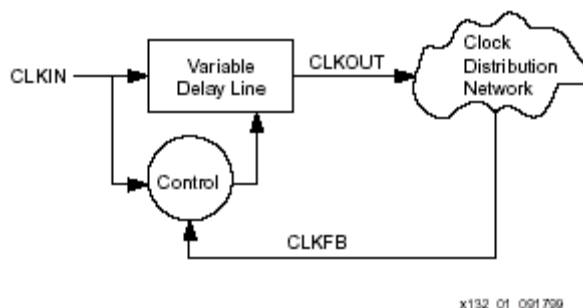 CLKIN
Variable
Delay Line
CLKOUT
Clock
Distribution
Network
Control
CLKFB
x132_01_091799